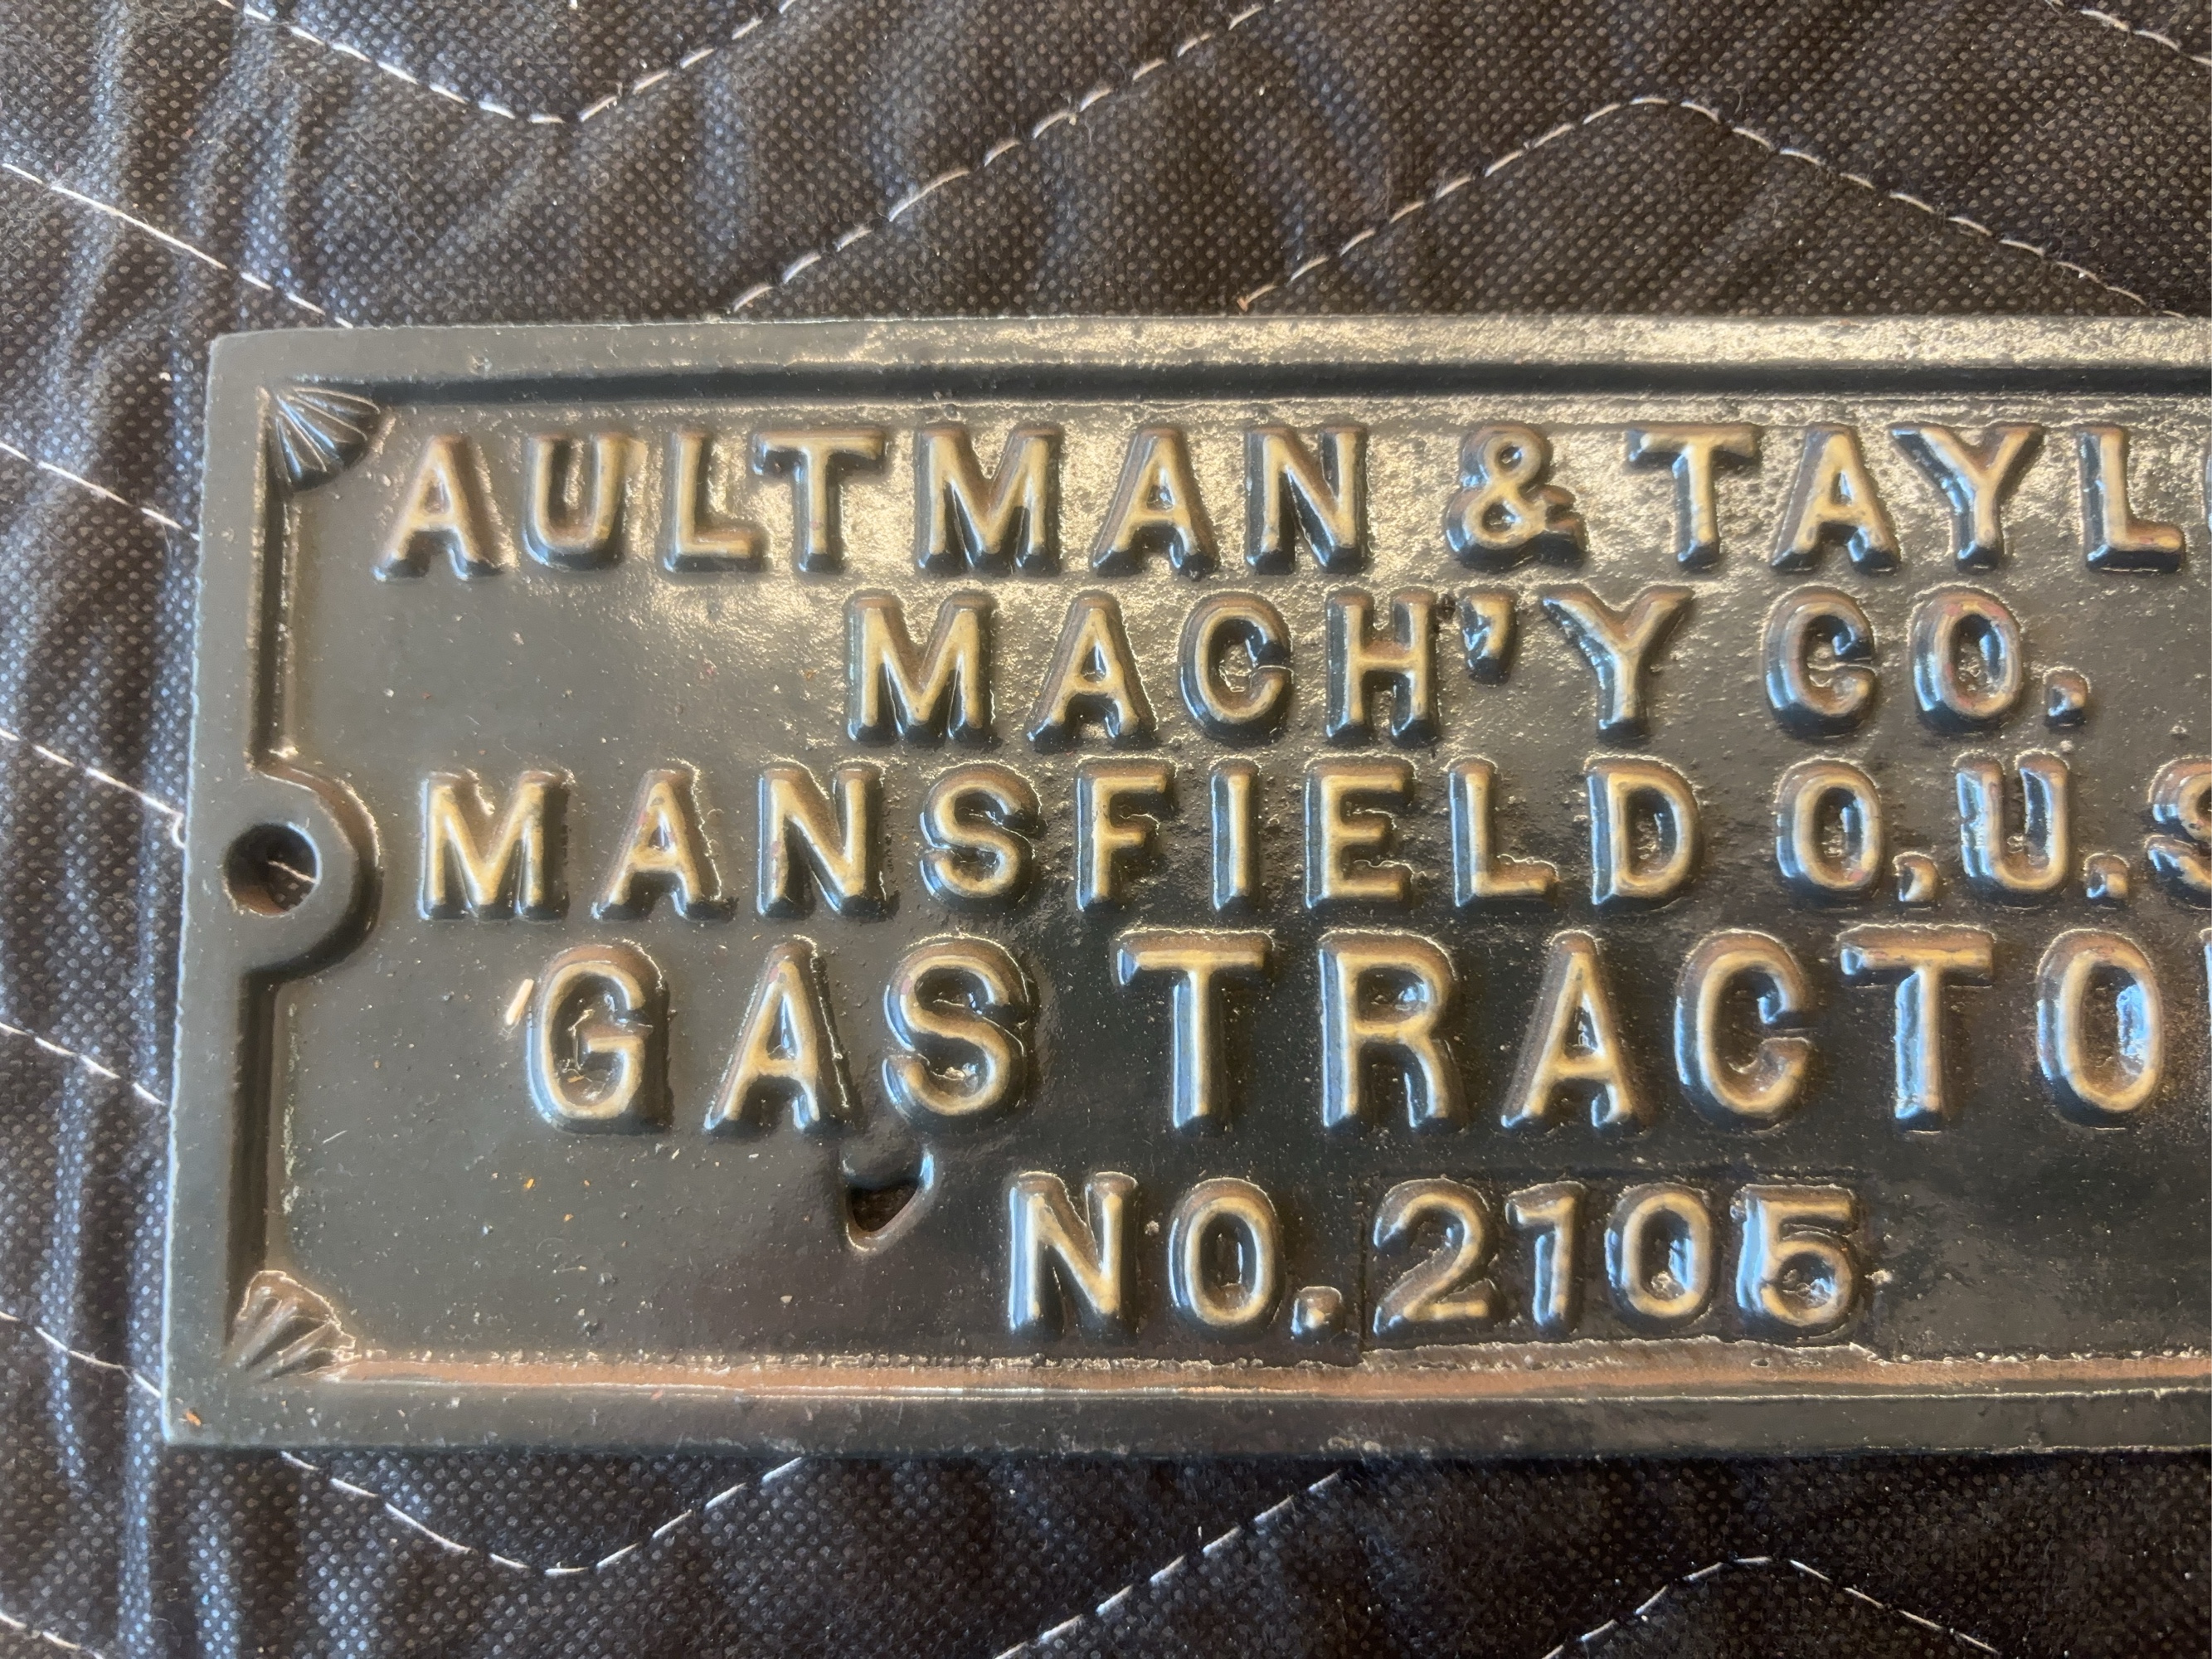 AULTMAN & TAYL
MACH'Y CO.
MANSFIELD O.U.S
GAS TRACTO
NO.2105